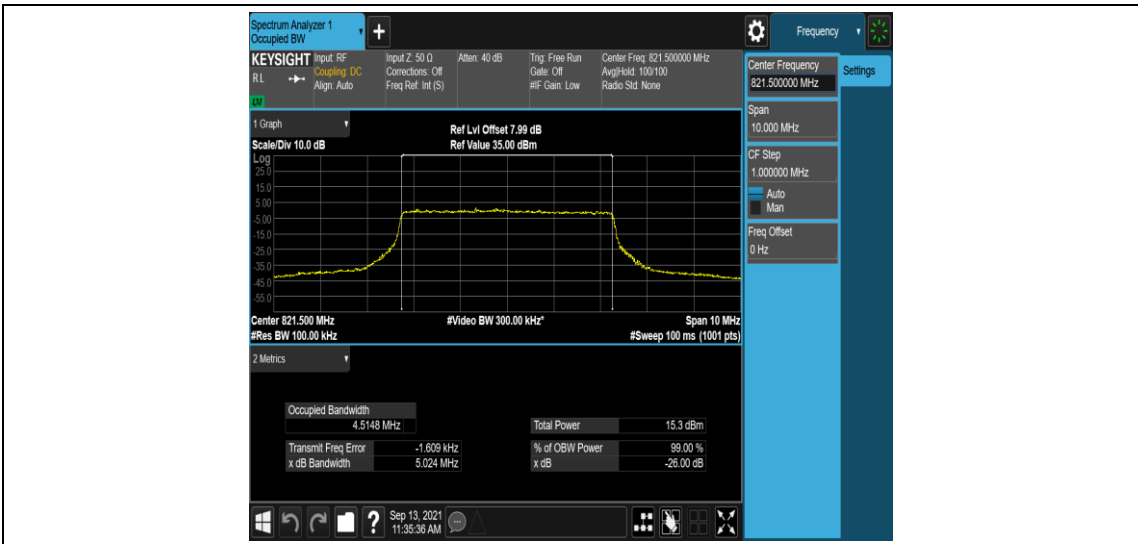 Spectrum Analyzer 1
Occupied BW
+
Frequency
KEYSIGHT
RL
LXI
Input: RF
Coupling: DC
Align: Auto
Input Z: 50 Ω
Corrections: Off
Freq Ref: Int (S)
Atten: 40 dB
Trig: Free Run
Gate: Off
#IF Gain: Low
Center Freq: 821.500000 MHz
Avg|Hold: 100/100
Radio Std: None
Center Frequency
821.500000 MHz
Settings
Span
10.000 MHz
CF Step
1.000000 MHz
Auto
Man
Freq Offset
0 Hz
1 Graph
Scale/Div 10.0 dB
Ref Lvl Offset 7.99 dB
Ref Value 35.00 dBm
Log
25.0
15.0
5.00
-5.00
-15.0
-25.0
-35.0
-45.0
-55.0
Center 821.500 MHz
#Video BW 300.00 kHz*
Span 10 MHz
#Res BW 100.00 kHz
#Sweep 100 ms (1001 pts)
2 Metrics
Occupied Bandwidth
4.5148 MHz
Total Power 15.3 dBm
Transmit Freq Error -1.609 kHz
% of OBW Power 99.00 %
x dB Bandwidth 5.024 MHz
x dB -26.00 dB
?
Sep 13, 2021
11:35:36 AM